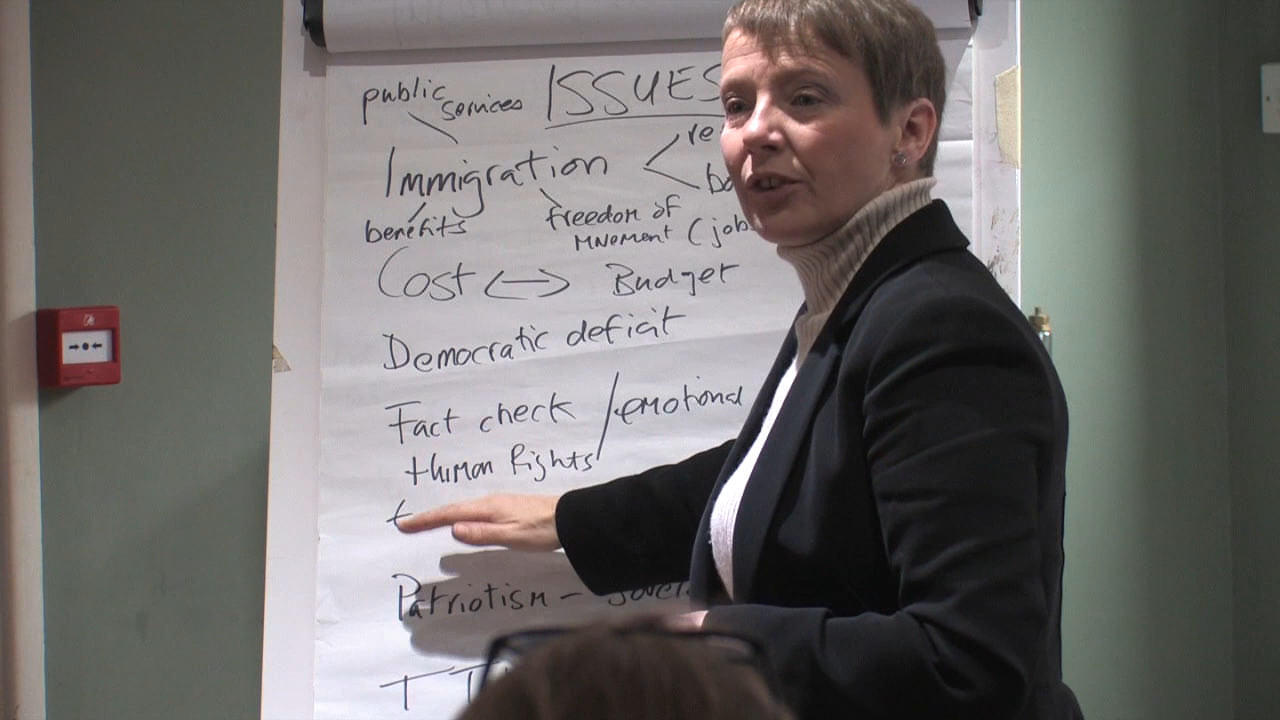 public services ISSUES
Immigration re
benefits freedom of
movement (job
Cost ↔ Budget
Democratic deficit
Fact check / emotional
Human Rights
Patriotism -